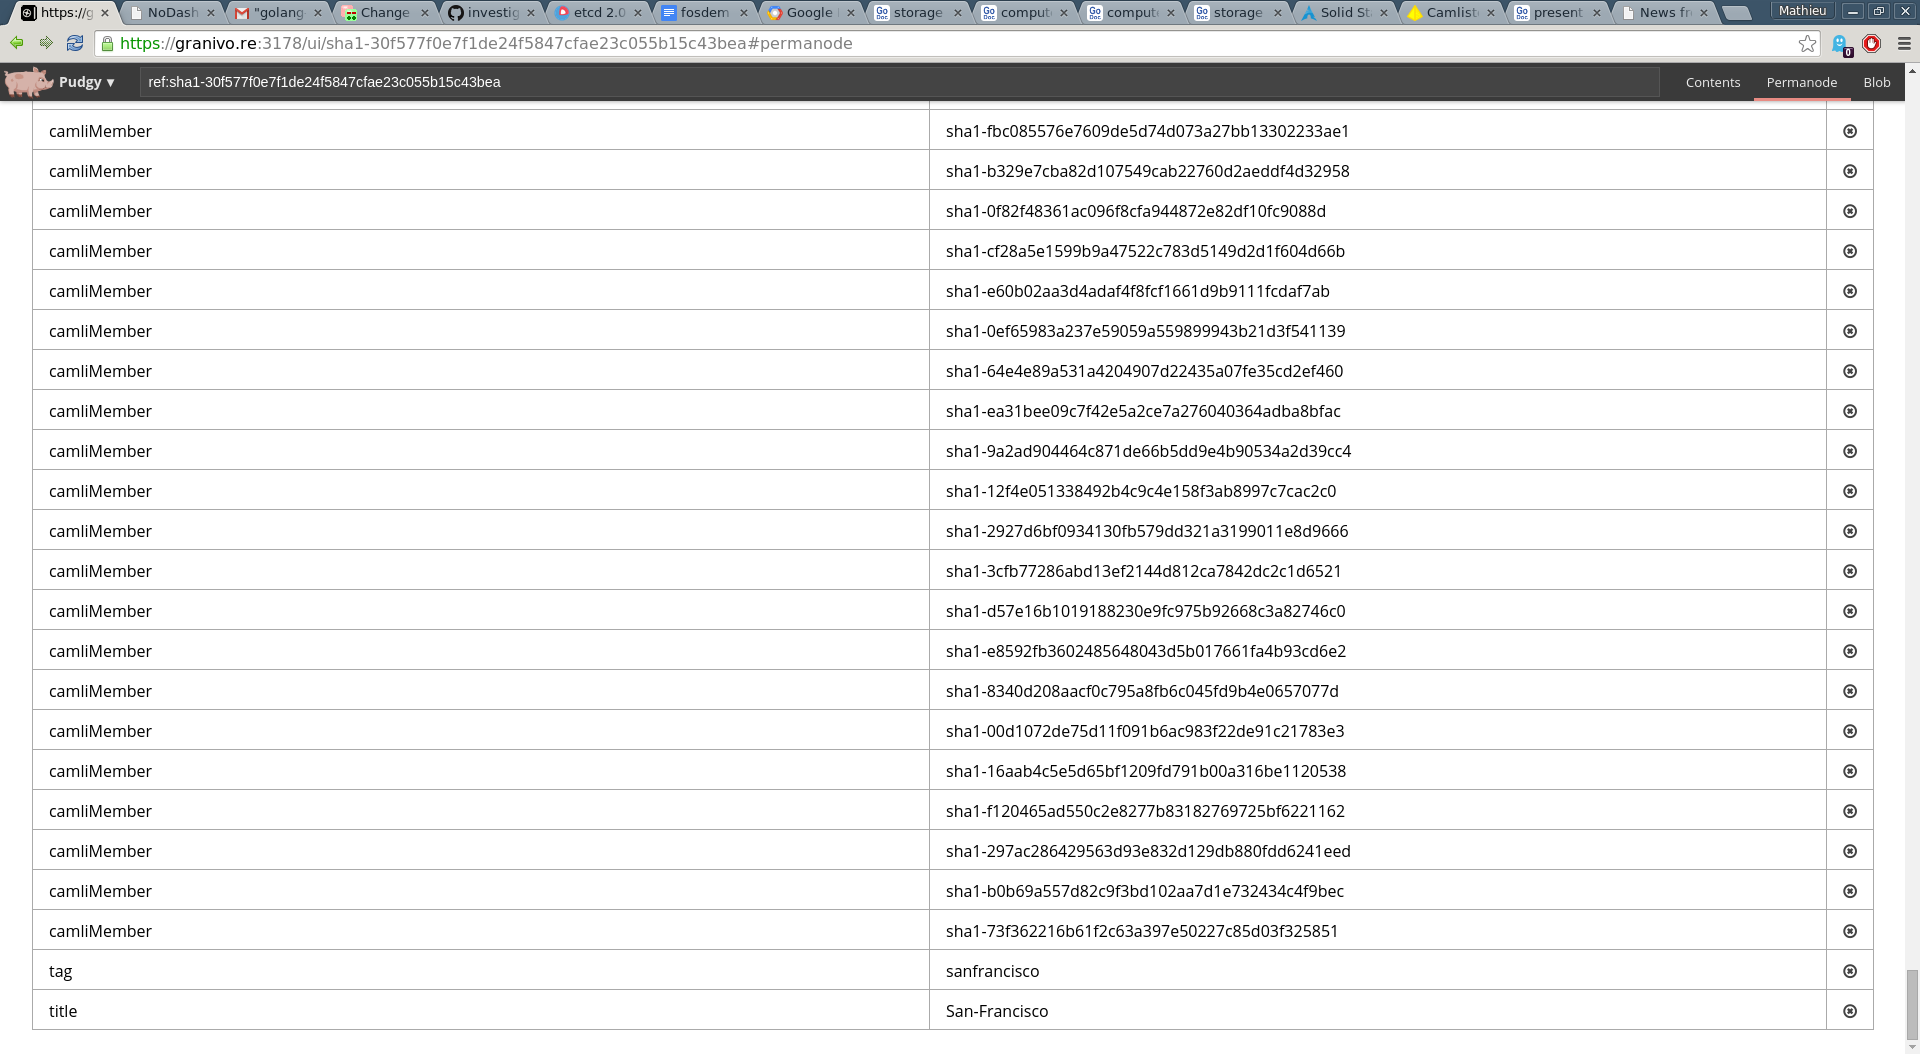 https://g
NoDash
"golang
Change
investig
etcd 2.0
fosdem
Google
storage
comput
comput
storage
Solid St
Camlist
present
News fr
Mathieu
https://granivo.re:3178/ui/sha1-30f577f0e7f1de24f5847cfae23c055b15c43bea#permanode
0
Pudgy ▾
ref:sha1-30f577f0e7f1de24f5847cfae23c055b15c43bea
Contents
Permanode
Blob
camliMember sha1-fbc085576e7609de5d74d073a27bb13302233ae1
camliMember sha1-b329e7cba82d107549cab22760d2aeddf4d32958
camliMember sha1-0f82f48361ac096f8cfa944872e82df10fc9088d
camliMember sha1-cf28a5e1599b9a47522c783d5149d2d1f604d66b
camliMember sha1-e60b02aa3d4adaf4f8fcf1661d9b9111fcdaf7ab
camliMember sha1-0ef65983a237e59059a559899943b21d3f541139
camliMember sha1-64e4e89a531a4204907d22435a07fe35cd2ef460
camliMember sha1-ea31bee09c7f42e5a2ce7a276040364adba8bfac
camliMember sha1-9a2ad904464c871de66b5dd9e4b90534a2d39cc4
camliMember sha1-12f4e051338492b4c9c4e158f3ab8997c7cac2c0
camliMember sha1-2927d6bf0934130fb579dd321a3199011e8d9666
camliMember sha1-3cfb77286abd13ef2144d812ca7842dc2c1d6521
camliMember sha1-d57e16b1019188230e9fc975b92668c3a82746c0
camliMember sha1-e8592fb3602485648043d5b017661fa4b93cd6e2
camliMember sha1-8340d208aacf0c795a8fb6c045fd9b4e0657077d
camliMember sha1-00d1072de75d11f091b6ac983f22de91c21783e3
camliMember sha1-16aab4c5e5d65bf1209fd791b00a316be1120538
camliMember sha1-f120465ad550c2e8277b83182769725bf6221162
camliMember sha1-297ac286429563d93e832d129db880fdd6241eed
camliMember sha1-b0b69a557d82c9f3bd102aa7d1e732434c4f9bec
camliMember sha1-73f362216b61f2c63a397e50227c85d03f325851
tag sanfrancisco
title San-Francisco